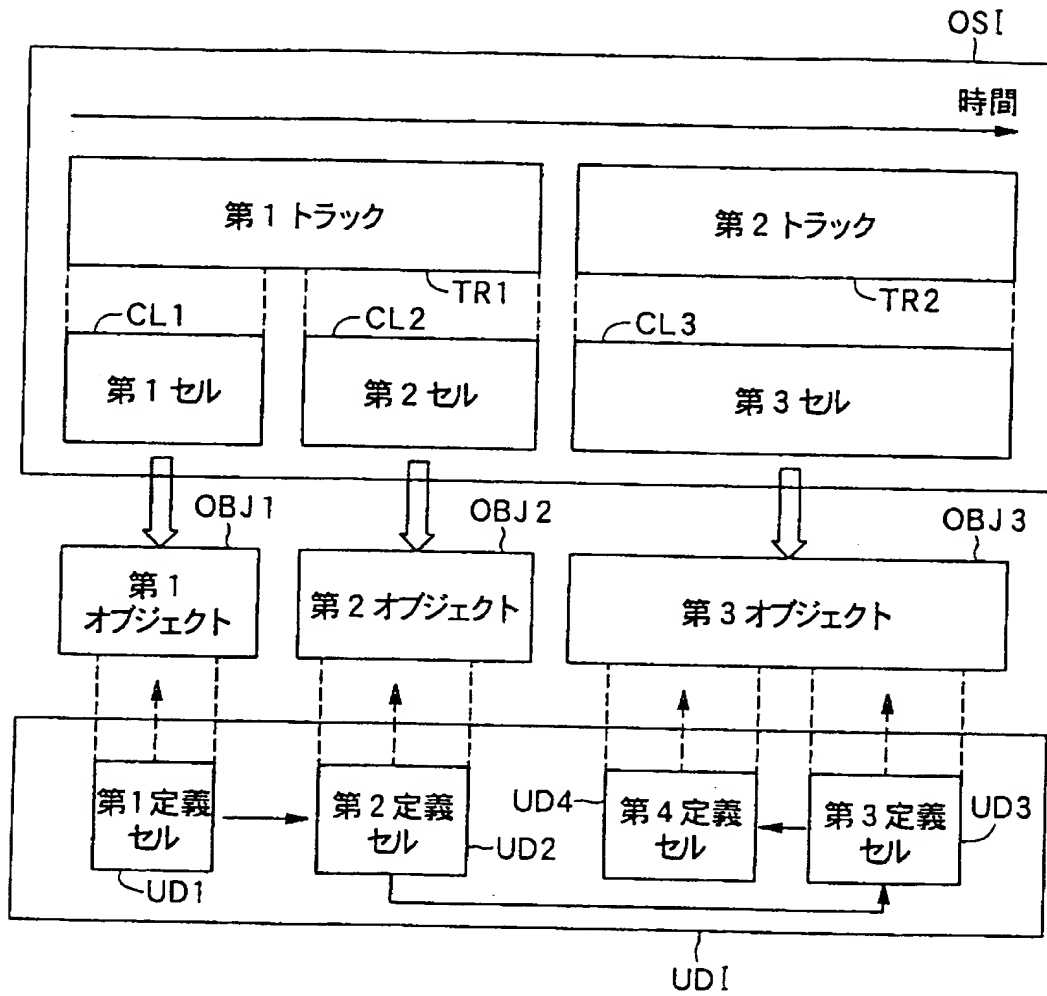 OSI
時間
第1トラック
第2トラック
TR1
TR2
CL1
CL2
CL3
第1セル
第2セル
第3セル
OBJ1
OBJ2
OBJ3
第1
オブジェクト
第2オブジェクト
第3オブジェクト
第1定義
セル
第2定義
セル
UD4
第4定義
セル
第3定義
セル
UD3
UD2
UD1
UDI